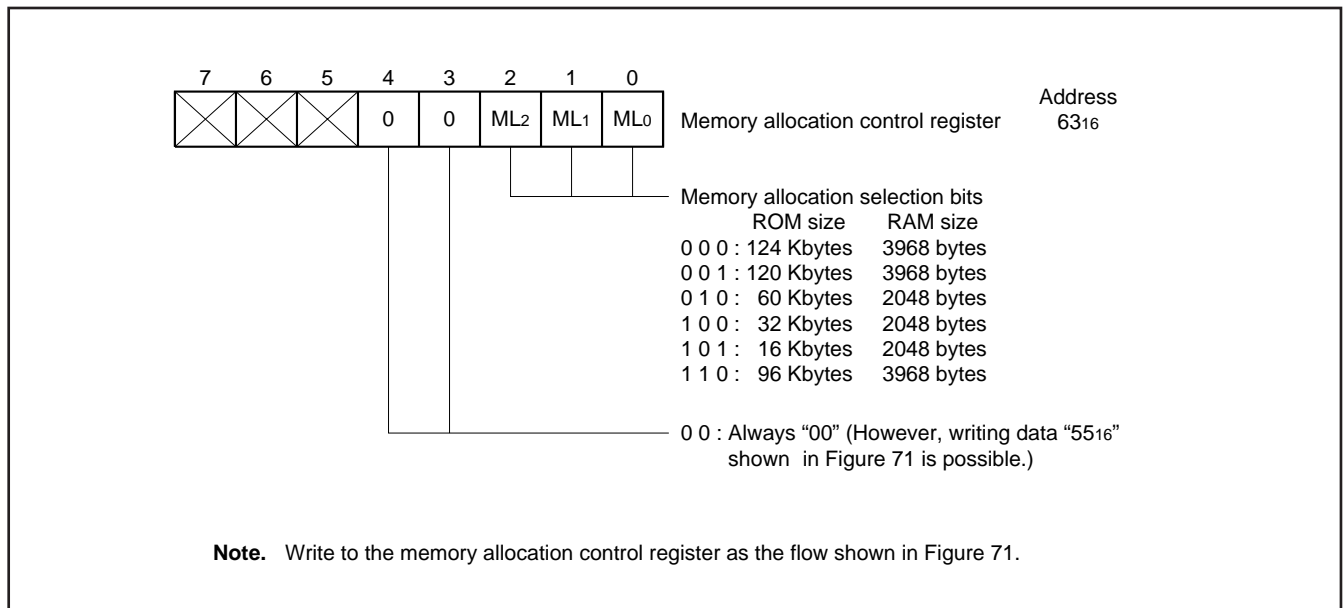 7 6 5 4 3 2 1 0
0 0 ML2 ML1 ML0 Memory allocation control register
Address
6316
Memory allocation selection bits
ROM size RAM size
0 0 0 : 124 Kbytes 3968 bytes
0 0 1 : 120 Kbytes 3968 bytes
0 1 0 : 60 Kbytes 2048 bytes
1 0 0 : 32 Kbytes 2048 bytes
1 0 1 : 16 Kbytes 2048 bytes
1 1 0 : 96 Kbytes 3968 bytes
0 0 : Always “00” (However, writing data “5516”
shown in Figure 71 is possible.)
Note. Write to the memory allocation control register as the flow shown in Figure 71.